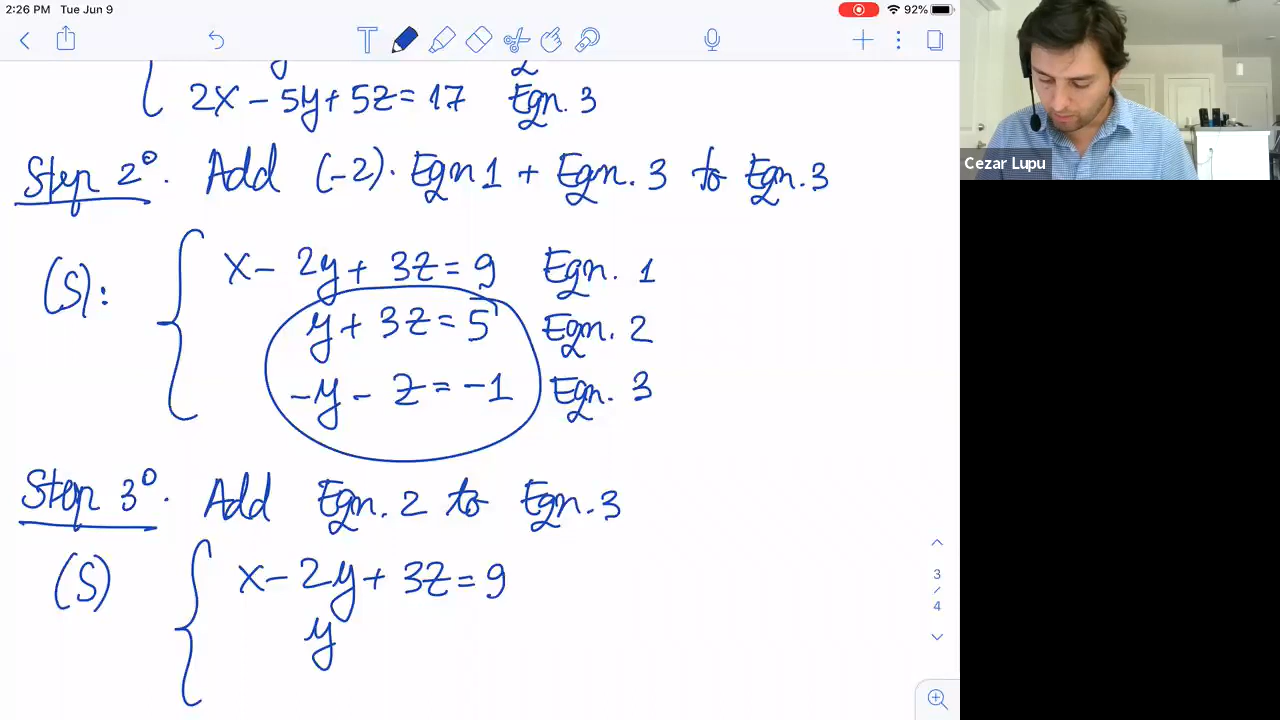 2:26 PM Tue Jun 9
92%
2x - 5y + 5z = 17 Eqn. 3
Step 2°. Add (-2). Eqn 1 + Eqn. 3 to Eqn. 3
(S): x - 2y + 3z = 9 Eqn. 1
y + 3z = 5 Eqn. 2
-y - z = -1 Eqn. 3
Step 3°. Add Eqn. 2 to Eqn. 3
(S) x - 2y + 3z = 9
y
Cezar Lupu
3
/
4